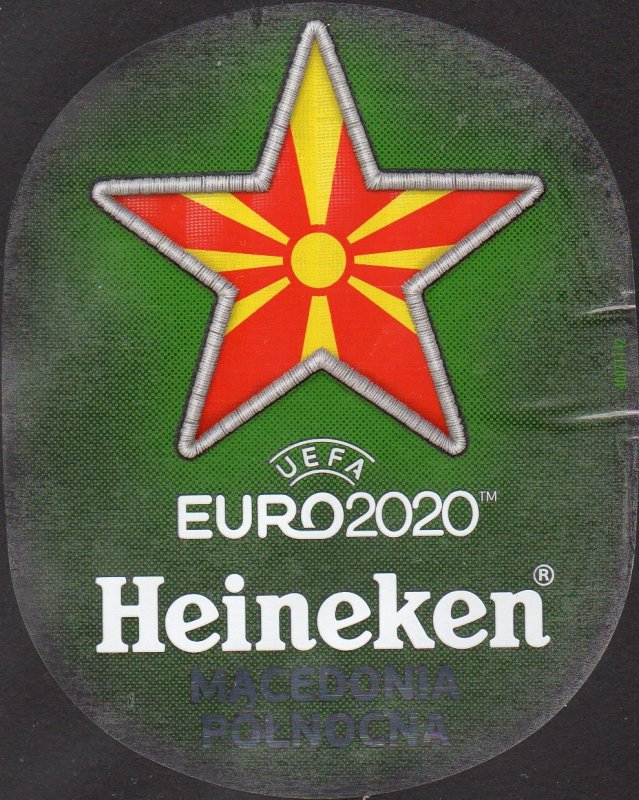 UEFA
EURO2020™
Heineken®
MACEDONIA
PÓŁNOCNA